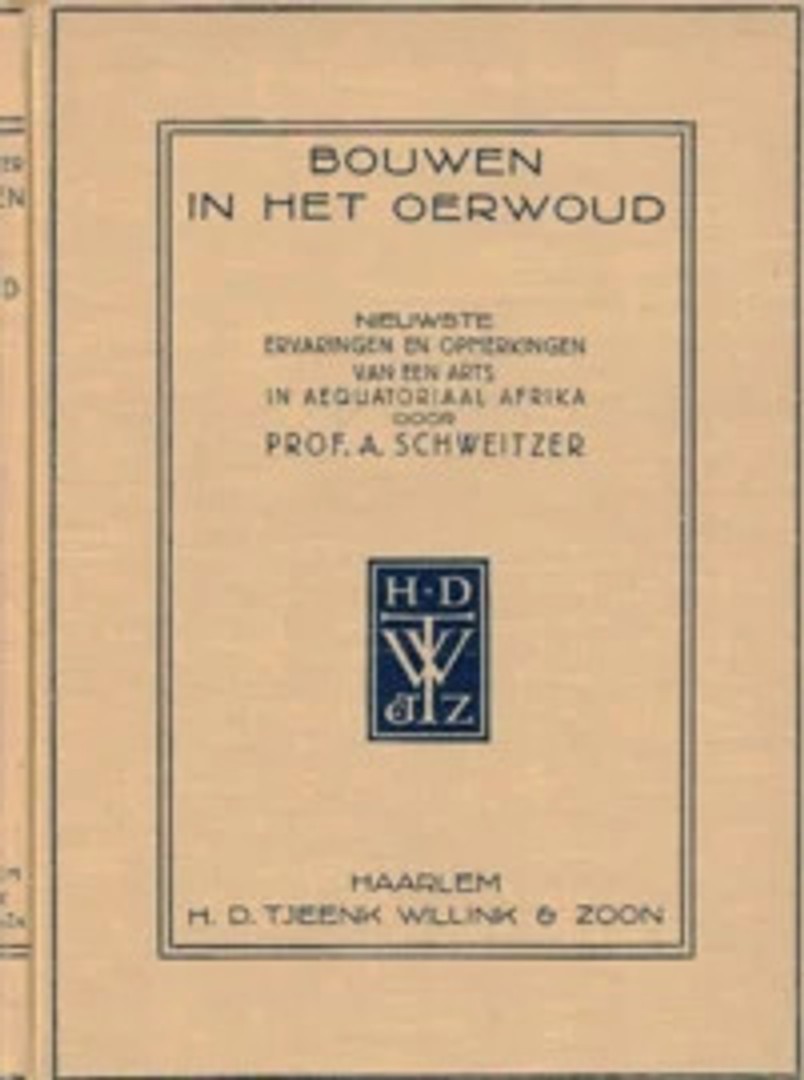 BOUWEN
IN HET OERWOUD
NIEUWSTE
ERVARINGEN EN OPMERKINGEN
VAN EEN ARTS
IN AEQUATORIAAL AFRIKA
DOOR
PROF. A. SCHWEITZER
H·D
TW
& Z
HAARLEM
H. D. TJEENK WILLINK & ZOON